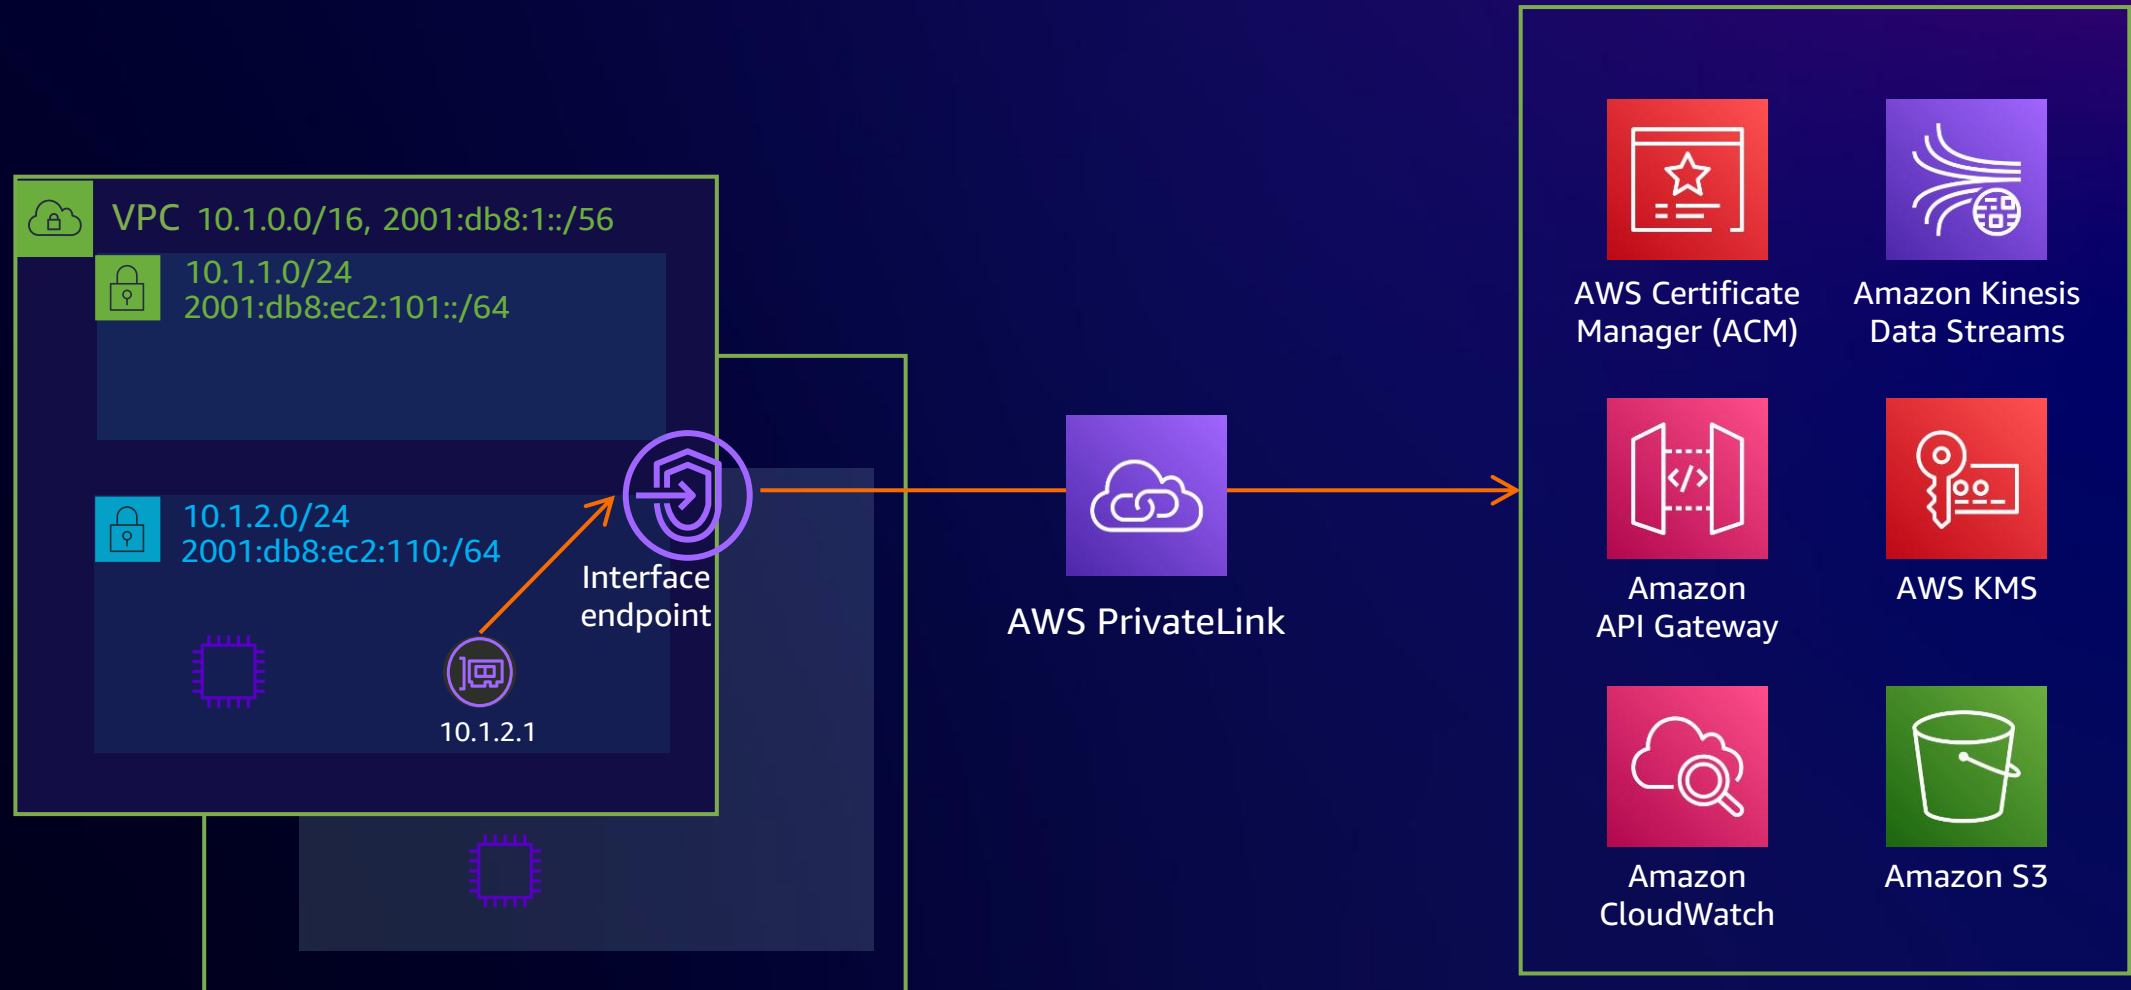 VPC 10.1.0.0/16, 2001:db8:1::/56
10.1.1.0/24
2001:db8:ec2:101::/64
10.1.2.0/24
2001:db8:ec2:110:/64
Interface
endpoint
10.1.2.1
AWS PrivateLink
AWS Certificate
Manager (ACM)
Amazon Kinesis
Data Streams
Amazon
API Gateway
AWS KMS
Amazon
CloudWatch
Amazon S3